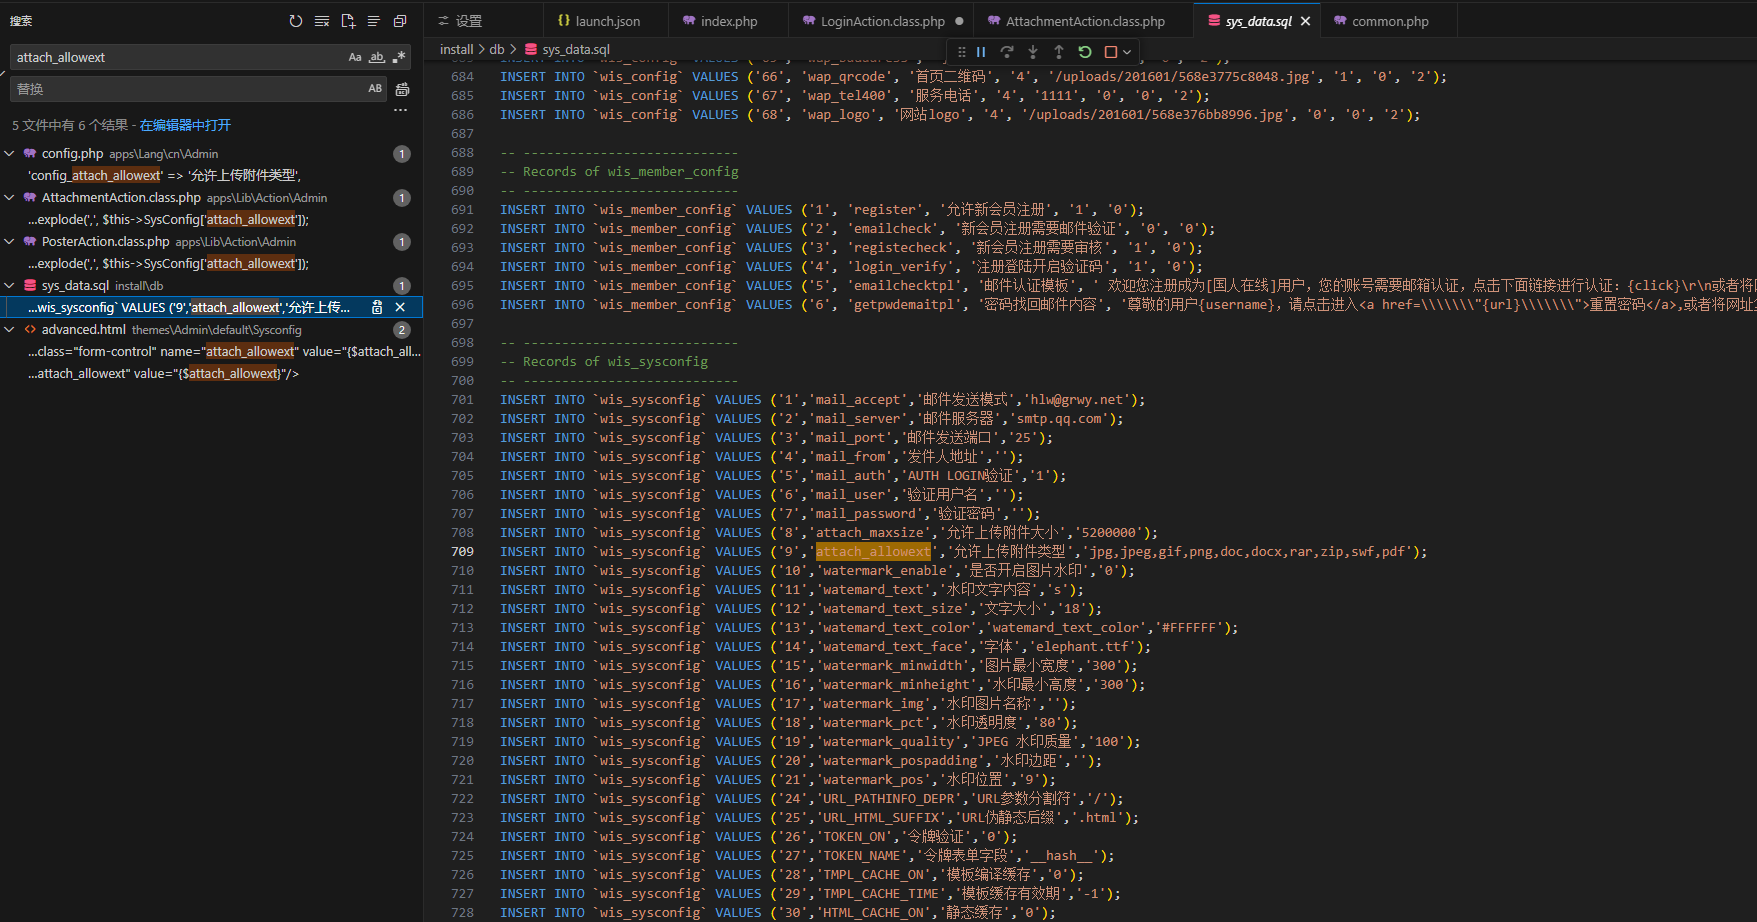 搜索
attach_allowext
Aa ab .*
替换
AB
5 文件中有 6 个结果 - 在编辑器中打开
config.php apps\Lang\cn\Admin 1
'config_attach_allowext' => '允许上传附件类型',
AttachmentAction.class.php apps\Lib\Action\Admin 1
...explode(',', $this->SysConfig['attach_allowext']);
PosterAction.class.php apps\Lib\Action\Admin 1
...explode(',', $this->SysConfig['attach_allowext']);
sys_data.sql install\db 1
...wis_sysconfig` VALUES ('9','attach_allowext','允许上传...
advanced.html themes\Admin\default\Sysconfig 2
...class="form-control" name="attach_allowext" value="{$attach_all...
...attach_allowext" value="{$attach_allowext}"/>
设置 launch.json index.php LoginAction.class.php AttachmentAction.class.php sys_data.sql common.php
install > db > sys_data.sql
684 INSERT INTO `wis_config` VALUES ('66', 'wap_qrcode', '首页二维码', '4', '/uploads/201601/568e3775c8048.jpg', '1', '0', '2');
685 INSERT INTO `wis_config` VALUES ('67', 'wap_tel400', '服务电话', '4', '1111', '0', '0', '2');
686 INSERT INTO `wis_config` VALUES ('68', 'wap_logo', '网站logo', '4', '/uploads/201601/568e376bb8996.jpg', '0', '0', '2');
687
688 -- ----------------------------
689 -- Records of wis_member_config
690 -- ----------------------------
691 INSERT INTO `wis_member_config` VALUES ('1', 'register', '允许新会员注册', '1', '0');
692 INSERT INTO `wis_member_config` VALUES ('2', 'emailcheck', '新会员注册需要邮件验证', '0', '0');
693 INSERT INTO `wis_member_config` VALUES ('3', 'registecheck', '新会员注册需要审核', '1', '0');
694 INSERT INTO `wis_member_config` VALUES ('4', 'login_verify', '注册登陆开启验证码', '1', '0');
695 INSERT INTO `wis_member_config` VALUES ('5', 'emailchecktpl', '邮件认证模板', ' 欢迎您注册成为[国人在线]用户，您的账号需要邮箱认证，点击下面链接进行认证：{click}\r\n或者将
696 INSERT INTO `wis_member_config` VALUES ('6', 'getpwdemaitpl', '密码找回邮件内容', '尊敬的用户{username}，请点击进入<a href=\\\\\\\"{url}\\\\\\\">重置密码</a>,或者将网址
697
698 -- ----------------------------
699 -- Records of wis_sysconfig
700 -- ----------------------------
701 INSERT INTO `wis_sysconfig` VALUES ('1','mail_accept','邮件发送模式','hlw@grwy.net');
702 INSERT INTO `wis_sysconfig` VALUES ('2','mail_server','邮件服务器','smtp.qq.com');
703 INSERT INTO `wis_sysconfig` VALUES ('3','mail_port','邮件发送端口','25');
704 INSERT INTO `wis_sysconfig` VALUES ('4','mail_from','发件人地址','');
705 INSERT INTO `wis_sysconfig` VALUES ('5','mail_auth','AUTH LOGIN验证','1');
706 INSERT INTO `wis_sysconfig` VALUES ('6','mail_user','验证用户名','');
707 INSERT INTO `wis_sysconfig` VALUES ('7','mail_password','验证密码','');
708 INSERT INTO `wis_sysconfig` VALUES ('8','attach_maxsize','允许上传附件大小','5200000');
709 INSERT INTO `wis_sysconfig` VALUES ('9','attach_allowext','允许上传附件类型','jpg,jpeg,gif,png,doc,docx,rar,zip,swf,pdf');
710 INSERT INTO `wis_sysconfig` VALUES ('10','watermark_enable','是否开启图片水印','0');
711 INSERT INTO `wis_sysconfig` VALUES ('11','watemard_text','水印文字内容','s');
712 INSERT INTO `wis_sysconfig` VALUES ('12','watemard_text_size','文字大小','18');
713 INSERT INTO `wis_sysconfig` VALUES ('13','watemard_text_color','watemard_text_color','#FFFFFF');
714 INSERT INTO `wis_sysconfig` VALUES ('14','watemard_text_face','字体','elephant.ttf');
715 INSERT INTO `wis_sysconfig` VALUES ('15','watermark_minwidth','图片最小宽度','300');
716 INSERT INTO `wis_sysconfig` VALUES ('16','watermark_minheight','水印最小高度','300');
717 INSERT INTO `wis_sysconfig` VALUES ('17','watermark_img','水印图片名称','');
718 INSERT INTO `wis_sysconfig` VALUES ('18','watermark_pct','水印透明度','80');
719 INSERT INTO `wis_sysconfig` VALUES ('19','watermark_quality','JPEG 水印质量','100');
720 INSERT INTO `wis_sysconfig` VALUES ('20','watermark_pospadding','水印边距','');
721 INSERT INTO `wis_sysconfig` VALUES ('21','watermark_pos','水印位置','9');
722 INSERT INTO `wis_sysconfig` VALUES ('24','URL_PATHINFO_DEPR','URL参数分割符','/');
723 INSERT INTO `wis_sysconfig` VALUES ('25','URL_HTML_SUFFIX','URL伪静态后缀','.html');
724 INSERT INTO `wis_sysconfig` VALUES ('26','TOKEN_ON','令牌验证','0');
725 INSERT INTO `wis_sysconfig` VALUES ('27','TOKEN_NAME','令牌表单字段','__hash__');
726 INSERT INTO `wis_sysconfig` VALUES ('28','TMPL_CACHE_ON','模板编译缓存','0');
727 INSERT INTO `wis_sysconfig` VALUES ('29','TMPL_CACHE_TIME','模板缓存有效期','-1');
728 INSERT INTO `wis_sysconfig` VALUES ('30','HTML_CACHE_ON','静态缓存','0');